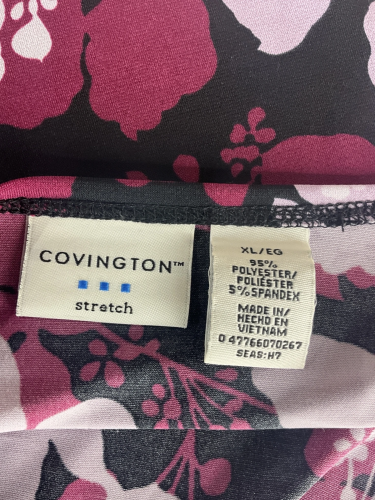 COVINGTON™
stretch
XL/EG
95%
POLYESTER/
POLIÉSTER
5% SPANDEX
MADE IN/
HECHO EN
VIETNAM
0 47766070267
SEAS:H7